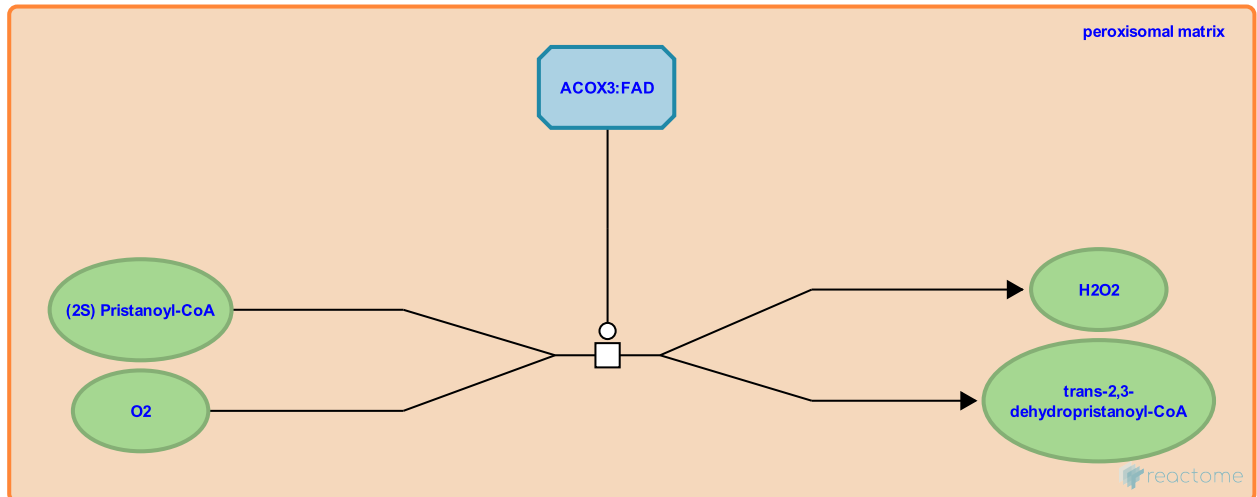 peroxisomal matrix
ACOX3:FAD
(2S) Pristanoyl-CoA
H2O2
O2
trans-2,3-
dehydropristanoyl-CoA
reactome